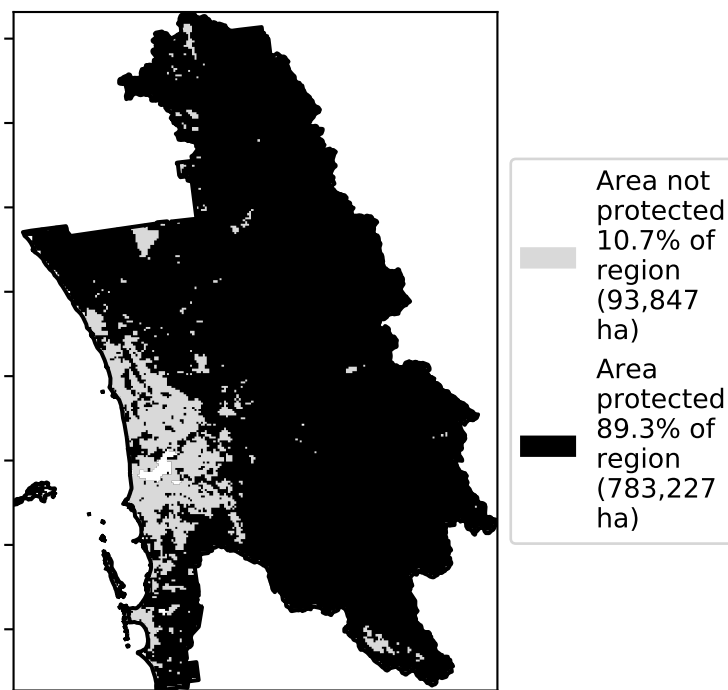 Area not
protected
10.7% of
region
(93,847
ha)
Area
protected
89.3% of
region
(783,227
ha)